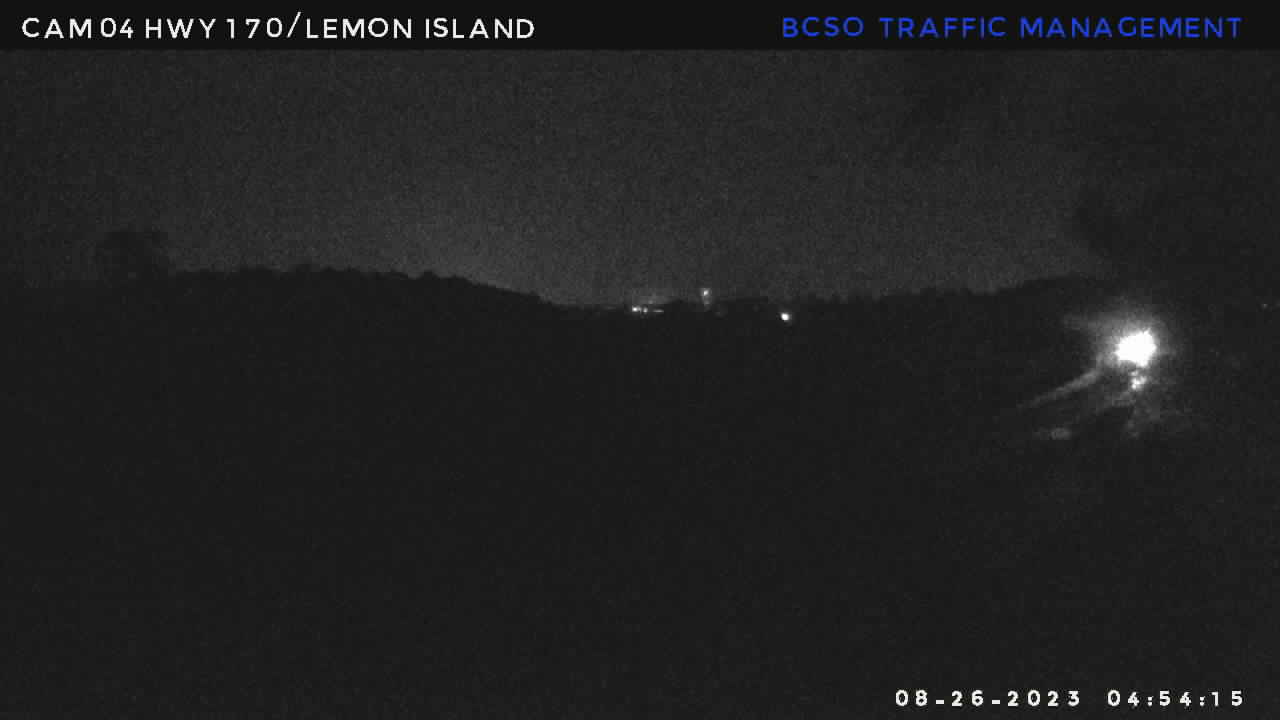 CAM 04 HWY 170/LEMON ISLAND
BCSO TRAFFIC MANAGEMENT
08-26-2023 04:54:15